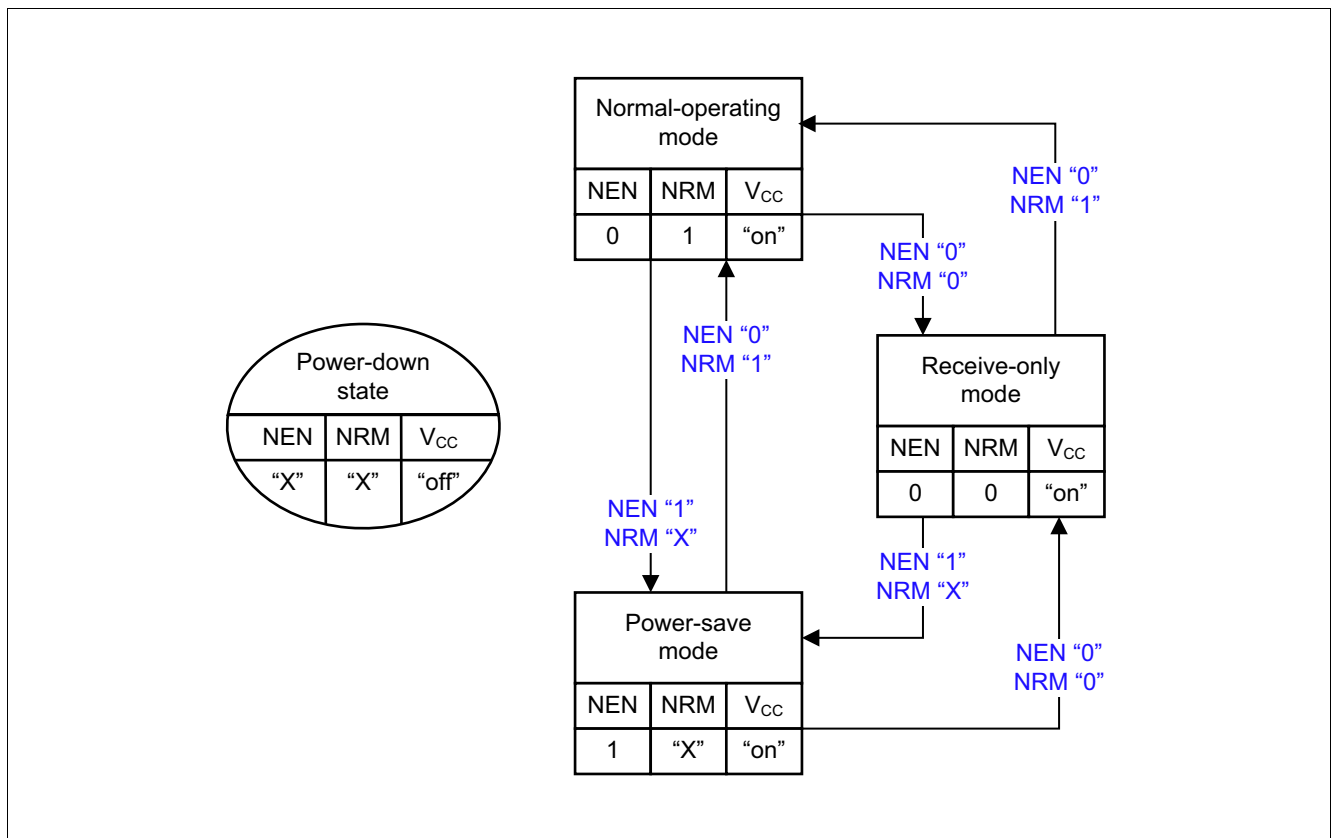 Normal-operating
mode
NEN NRM VCC
0 1 “on”
NEN “0”
NRM “1”
NEN “0”
NRM “0”
NEN “0”
NRM “1”
Power-down
state
NEN NRM VCC
“X” “X” “off”
Receive-only
mode
NEN NRM VCC
0 0 “on”
NEN “1”
NRM “X”
NEN “1”
NRM “X”
Power-save
mode
NEN NRM VCC
1 “X” “on”
NEN “0”
NRM “0”